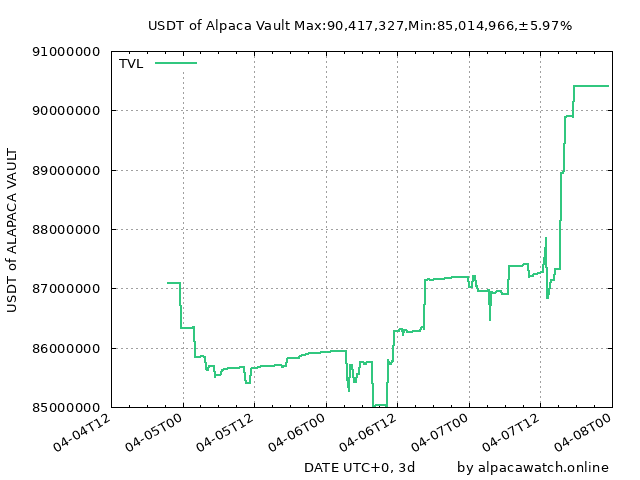 USDT of Alpaca Vault Max:90,417,327,Min:85,014,966,±5.97%
91000000
TVL
90000000
89000000
88000000
87000000
86000000
85000000
USDT of ALAPACA VAULT
04-04T12
04-05T00
04-05T12
04-06T00
04-06T12
04-07T00
04-07T12
04-08T00
DATE UTC+0, 3d
by alpacawatch.online